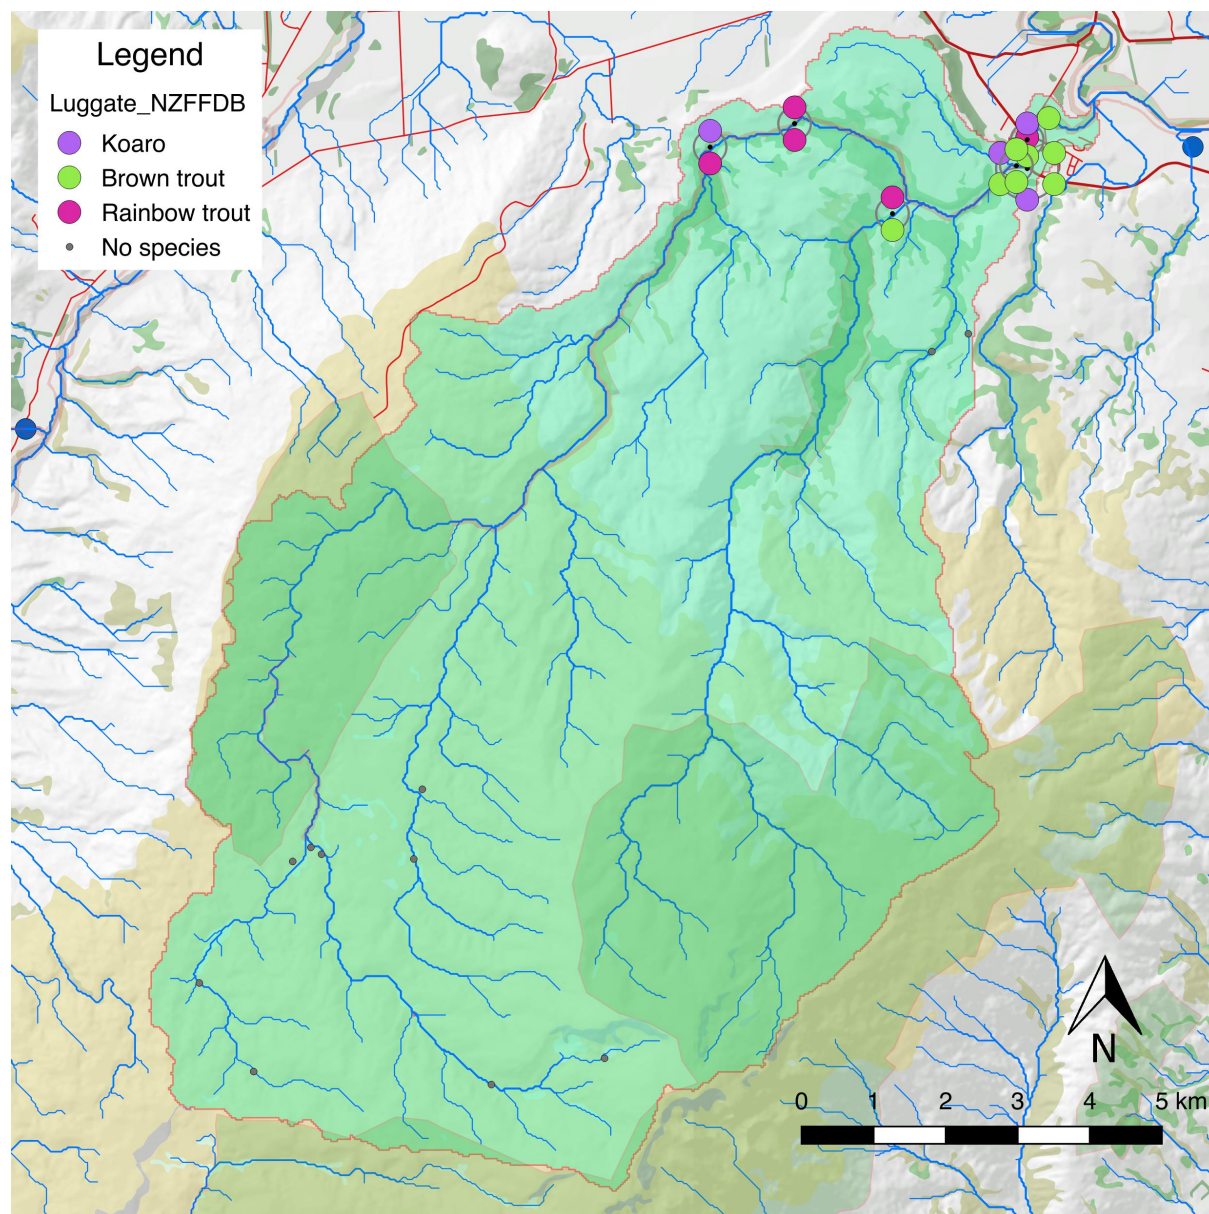 Legend
Luggate_NZFFDB
Koaro
Brown trout
Rainbow trout
No species
N
0 1 2 3 4 5 km